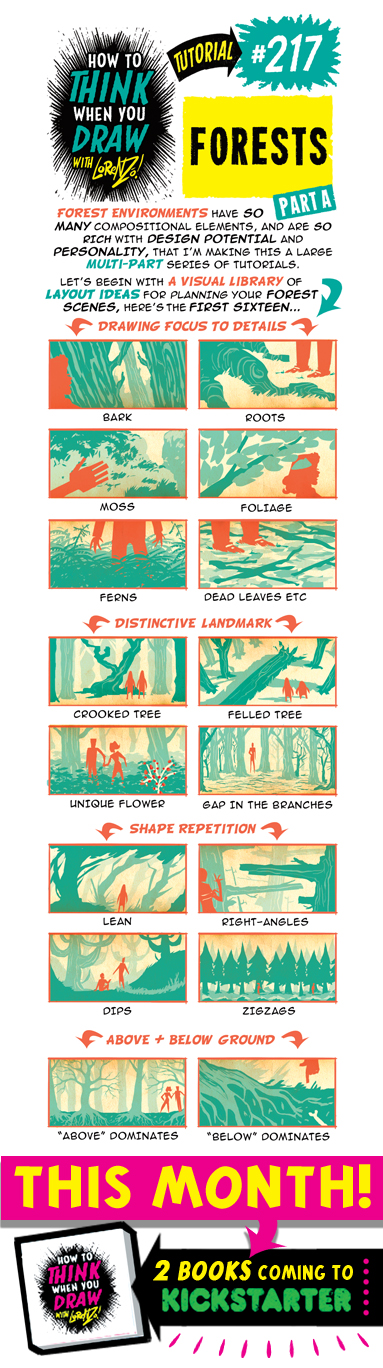 HOW TO
THINK
WHEN YOU
DRAW
WITH LORENZO!
TUTORIAL
#217
FORESTS
PART A
FOREST ENVIRONMENTS HAVE SO
MANY COMPOSITIONAL ELEMENTS, AND ARE SO
RICH WITH DESIGN POTENTIAL AND
PERSONALITY, THAT I'M MAKING THIS A LARGE
MULTI-PART SERIES OF TUTORIALS.
LET'S BEGIN WITH A VISUAL LIBRARY OF
LAYOUT IDEAS FOR PLANNING YOUR FOREST
SCENES, HERE'S THE FIRST SIXTEEN...
DRAWING FOCUS TO DETAILS
BARK
ROOTS
MOSS
FOLIAGE
FERNS
DEAD LEAVES ETC
DISTINCTIVE LANDMARK
CROOKED TREE
FELLED TREE
UNIQUE FLOWER
GAP IN THE BRANCHES
SHAPE REPETITION
LEAN
RIGHT-ANGLES
DIPS
ZIGZAGS
ABOVE + BELOW GROUND
"ABOVE" DOMINATES
"BELOW" DOMINATES
THIS MONTH!
HOW TO
THINK
WHEN YOU
DRAW
WITH LORENZO!
2 BOOKS COMING TO
KICKSTARTER